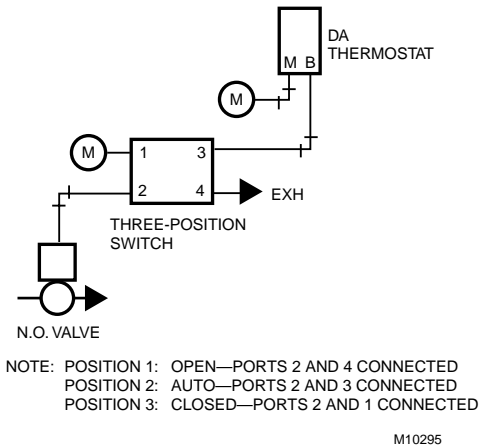 DA
THERMOSTAT
M B
M
M
1 3
2 4
EXH
THREE-POSITION
SWITCH
N.O. VALVE
NOTE: POSITION 1: OPEN—PORTS 2 AND 4 CONNECTED
POSITION 2: AUTO—PORTS 2 AND 3 CONNECTED
POSITION 3: CLOSED—PORTS 2 AND 1 CONNECTED
M10295